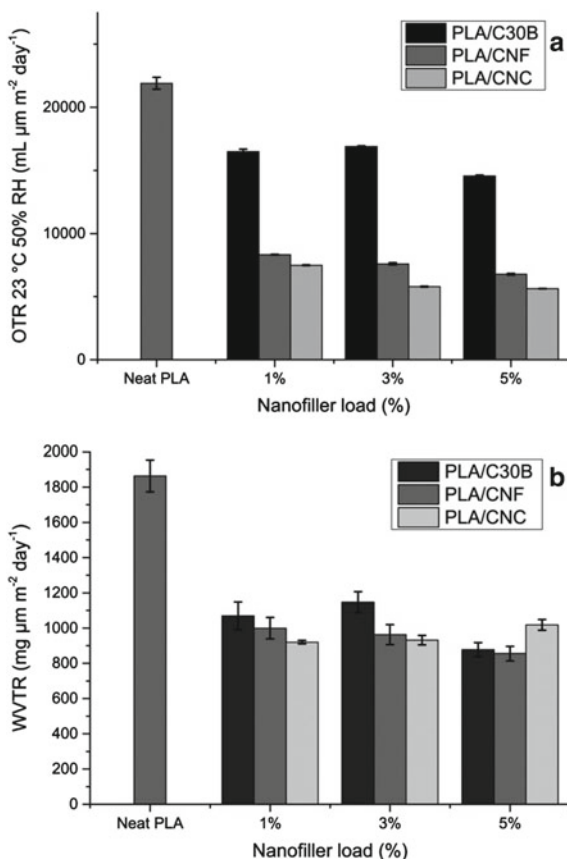 PLA/C30B
PLA/CNF
PLA/CNC
a
OTR 23 °C 50% RH (mL µm m⁻² day⁻¹)
20000
10000
0
Neat PLA 1% 3% 5%
Nanofiller load (%)
PLA/C30B
PLA/CNF
PLA/CNC
b
WVTR (mg µm m⁻² day⁻¹)
2000
1800
1600
1400
1200
1000
800
600
400
200
0
Neat PLA 1% 3% 5%
Nanofiller load (%)